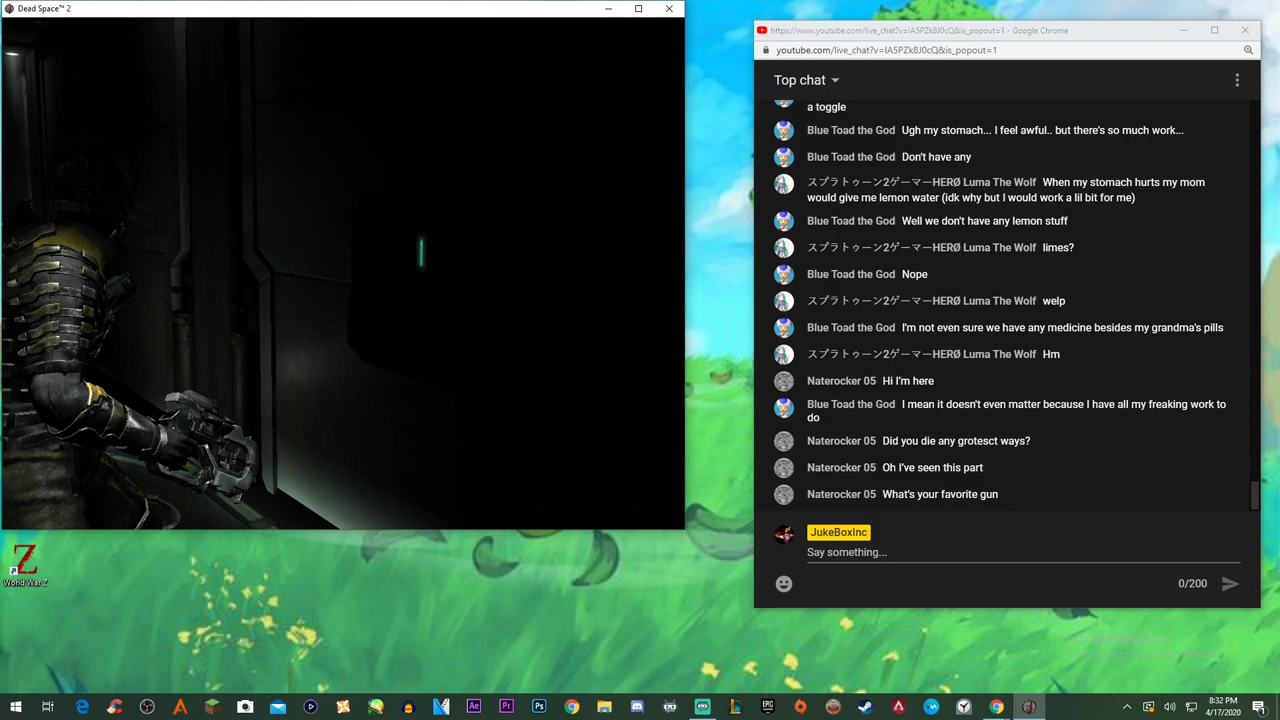 Dead Space™ 2
https://www.youtube.com/live_chat?v=IA5PZk8J0cQ&is_popout=1 - Google Chrome
youtube.com/live_chat?v=IA5PZk8J0cQ&is_popout=1
Top chat
a toggle
Blue Toad the God Ugh my stomach... I feel awful.. but there's so much work...
Blue Toad the God Don't have any
スプラトゥーン2ゲーマーHERØ Luma The Wolf When my stomach hurts my mom
would give me lemon water (idk why but I would work a lil bit for me)
Blue Toad the God Well we don't have any lemon stuff
スプラトゥーン2ゲーマーHERØ Luma The Wolf limes?
Blue Toad the God Nope
スプラトゥーン2ゲーマーHERØ Luma The Wolf welp
Blue Toad the God I'm not even sure we have any medicine besides my grandma's pills
スプラトゥーン2ゲーマーHERØ Luma The Wolf Hm
Naterocker 05 Hi I'm here
Blue Toad the God I mean it doesn't even matter because I have all my freaking work to
do
Naterocker 05 Did you die any grotesct ways?
Naterocker 05 Oh I've seen this part
Naterocker 05 What's your favorite gun
JukeBoxInc
Say something...
0/200
Z
World War Z
Ae
Pr
Ps
EPIC
8:32 PM
4/17/2020